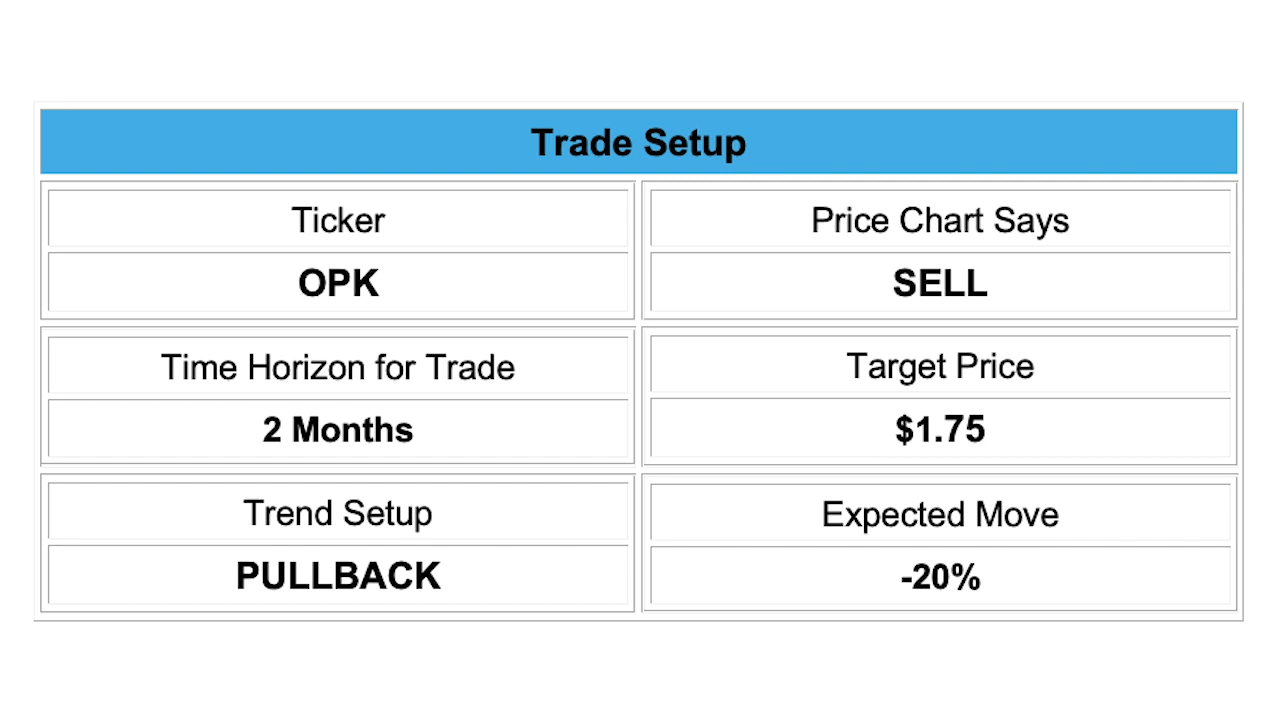 Trade Setup
Ticker
OPK
Price Chart Says
SELL
Time Horizon for Trade
2 Months
Target Price
$1.75
Trend Setup
PULLBACK
Expected Move
-20%